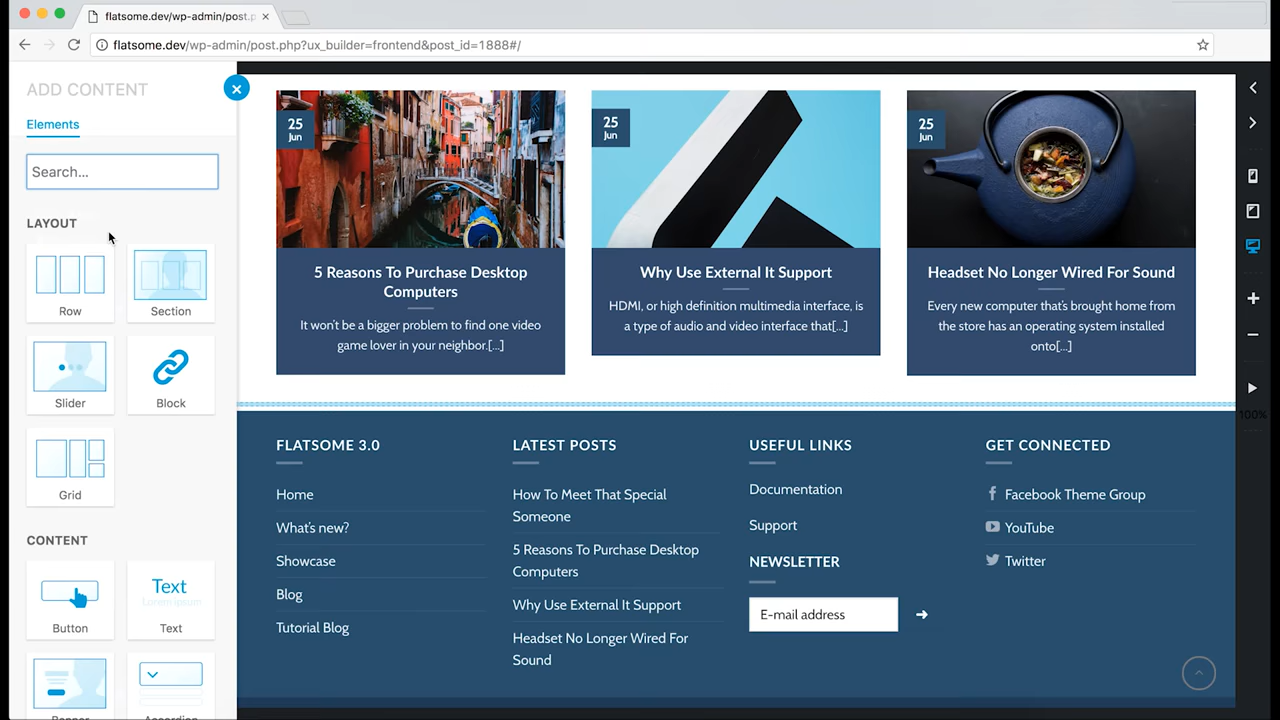 flatsome.dev/wp-admin/post.p
flatsome.dev/wp-admin/post.php?ux_builder=frontend&post_id=1888#/
ADD CONTENT
Elements
Search...
LAYOUT
Row
Section
Slider
Block
Grid
CONTENT
Button
Text
Lorem ipsum
Text
Banner
Accordion
25
Jun
5 Reasons To Purchase Desktop
Computers
It won't be a bigger problem to find one video
game lover in your neighbor.[...]
25
Jun
Why Use External It Support
HDMI, or high definition multimedia interface, is
a type of audio and video interface that[...]
25
Jun
Headset No Longer Wired For Sound
Every new computer that's brought home from
the store has an operating system installed
onto[...]
FLATSOME 3.0
Home
What's new?
Showcase
Blog
Tutorial Blog
LATEST POSTS
How To Meet That Special
Someone
5 Reasons To Purchase Desktop
Computers
Why Use External It Support
Headset No Longer Wired For
Sound
USEFUL LINKS
Documentation
Support
NEWSLETTER
E-mail address
GET CONNECTED
Facebook Theme Group
YouTube
Twitter
100%